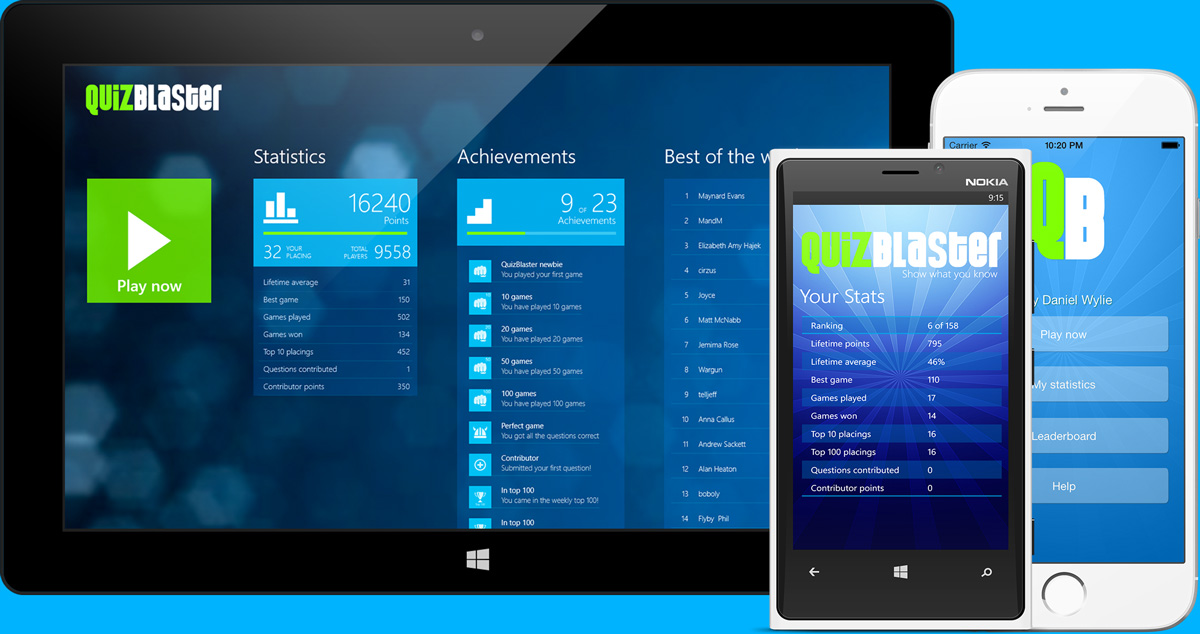 QUIZBLASTER
Play now
Statistics
16240
Points
32 YOUR PLACING
TOTAL PLAYERS 9558
Lifetime average 31
Best game 150
Games played 502
Games won 134
Top 10 placings 452
Questions contributed 1
Contributor points 350
Achievements
9 OF 23
Achievements
QuizBlaster newbie
You played your first game
10 games
You have played 10 games
20 games
You have played 20 games
50 games
You have played 50 games
100 games
You have played 100 games
Perfect game
You got all the questions correct
Contributor
Submitted your first question!
In top 100
You came in the weekly top 100!
In top 100
Best of the w
1 Maynard Evans
2 MandM
3 Elizabeth Amy Hajek
4 cirzus
5 Joyce
6 Matt McNabb
7 Jemima Rose
8 Wargun
9 telljeff
10 Anna Callus
11 Andrew Sackett
12 Alan Heaton
13 boboly
14 Flyby Phil
NOKIA
9:15
QUIZBLASTER
Show what you know
Your Stats
Ranking 6 of 158
Lifetime points 795
Lifetime average 46%
Best game 110
Games played 17
Games won 14
Top 10 placings 16
Top 100 placings 16
Questions contributed 0
Contributor points 0
Carrier 10:20 PM
QB
y Daniel Wylie
Play now
My statistics
Leaderboard
Help